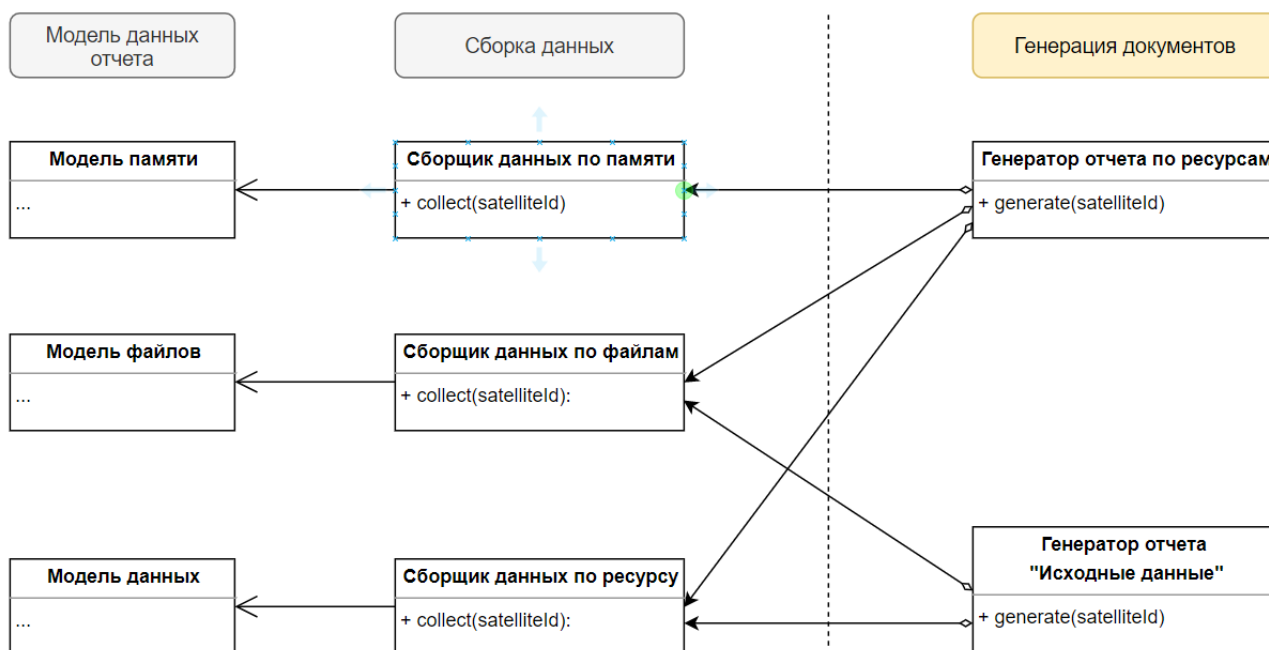 Модель данных
отчета
Сборка данных
Генерация документов
Модель памяти
...
Сборщик данных по памяти
+ collect(satelliteId)
Генератор отчета по ресурсам
+ generate(satelliteId)
Модель файлов
...
Сборщик данных по файлам
+ collect(satelliteId):
Модель данных
...
Сборщик данных по ресурсу
+ collect(satelliteId):
Генератор отчета
"Исходные данные"
+ generate(satelliteId)